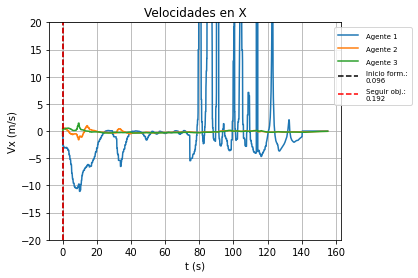 Velocidades en X
Vx (m/s)
20
15
10
5
0
−5
−10
−15
−20
0
20
40
60
80
100
120
140
160
t (s)
Agente 1
Agente 2
Agente 3
Inicio form.:
0.096
Seguir obj.:
0.192